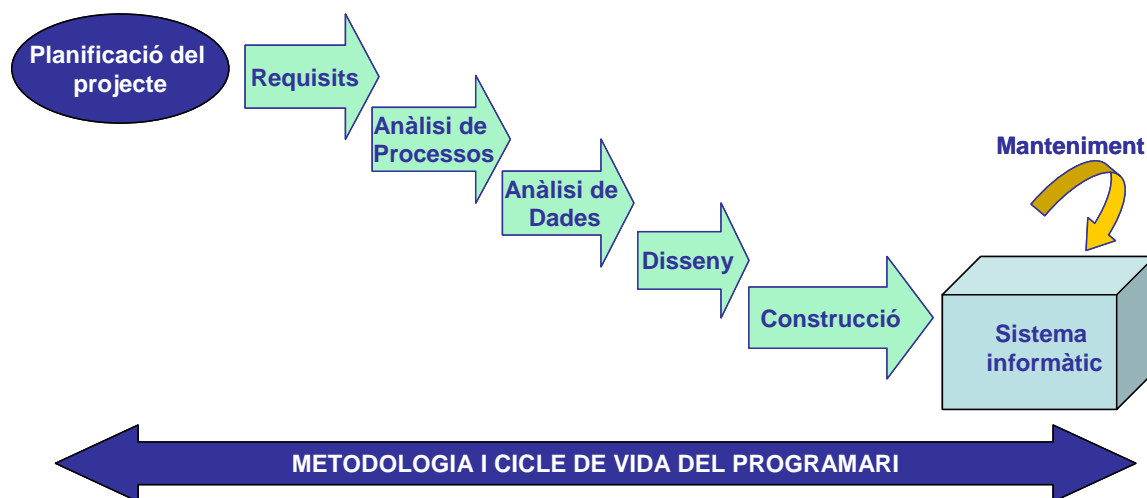 Planificació del
projecte
Requisits
Anàlisi de
Processos
Anàlisi de
Dades
Disseny
Construcció
Manteniment
Sistema
informàtic
METODOLOGIA I CICLE DE VIDA DEL PROGRAMARI